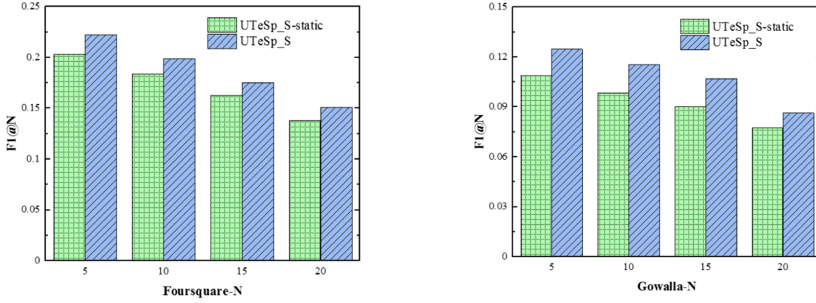 0.25
0.2
0.15
0.1
0.05
0
F1@N
UTeSp_S-static
UTeSp_S
5 10 15 20
Foursquare-N
0.15
0.12
0.09
0.06
0.03
0
F1@N
UTeSp_S-static
UTeSp_S
5 10 15 20
Gowalla-N